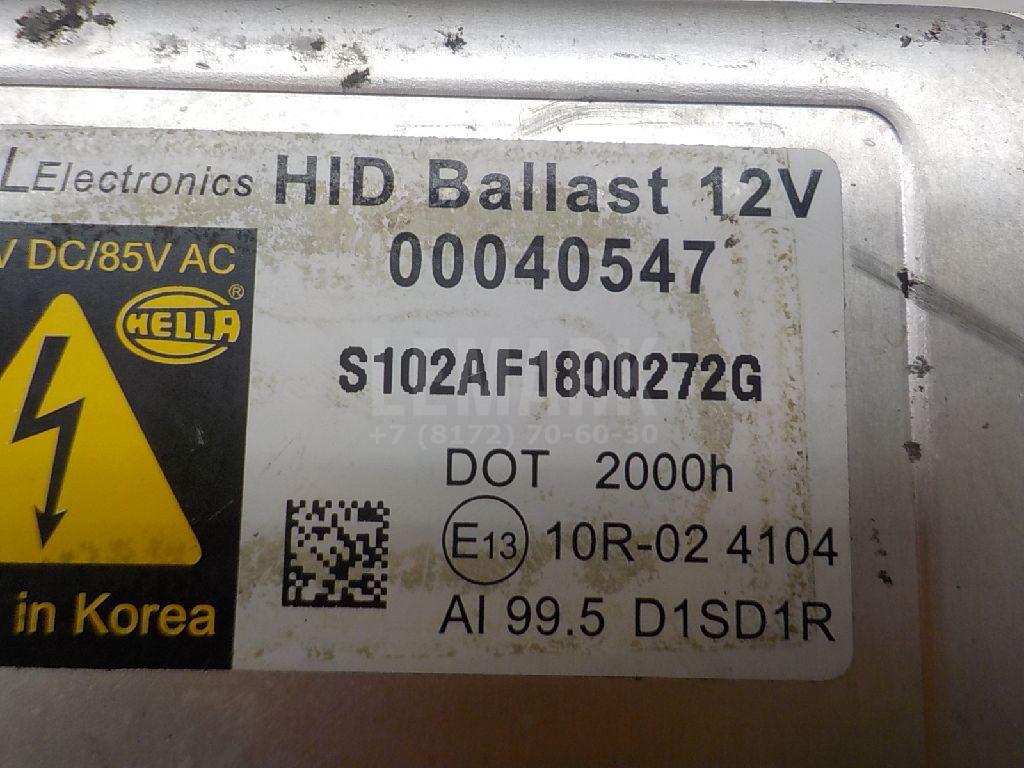 LElectronics HID Ballast 12V
00040547
V DC/85V AC
HELLA®
S102AF1800272G
LEMARK
+7 (8172) 70-60-30
DOT 2000h
E13 10R-02 4104
in Korea
AI 99.5 D1SD1R